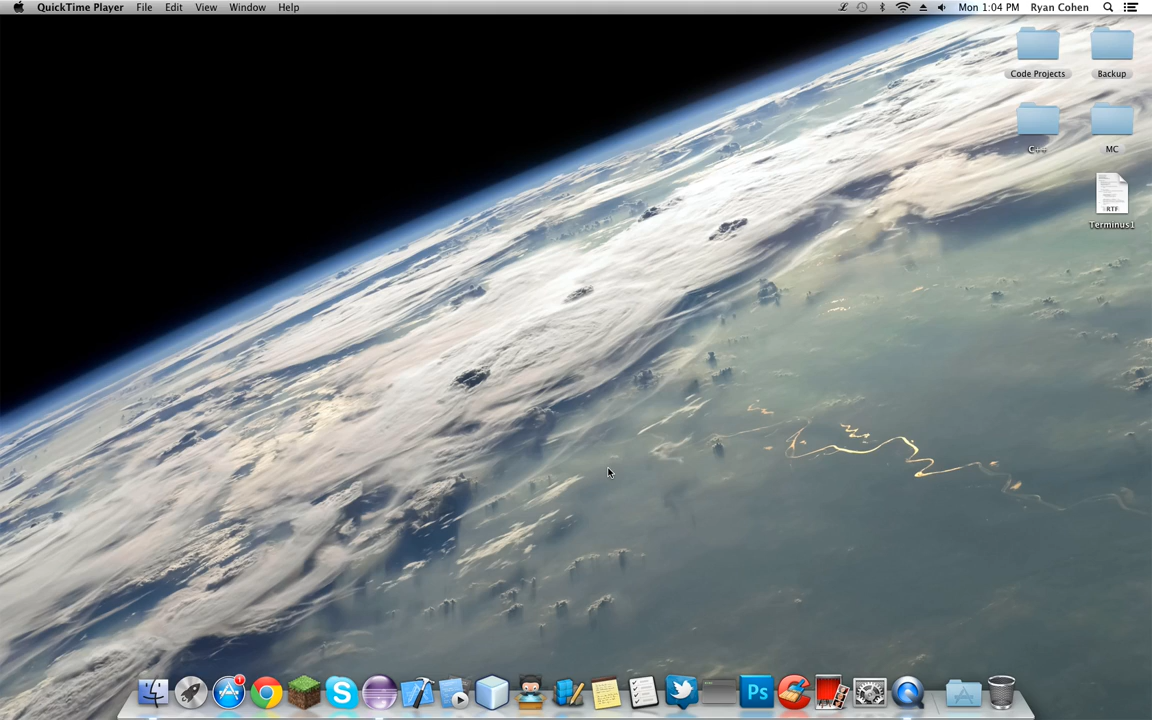 QuickTime Player File Edit View Window Help Mon 1:04 PM Ryan Cohen
Code Projects Backup
C++ MC
RTF
Terminus1
1
Ps